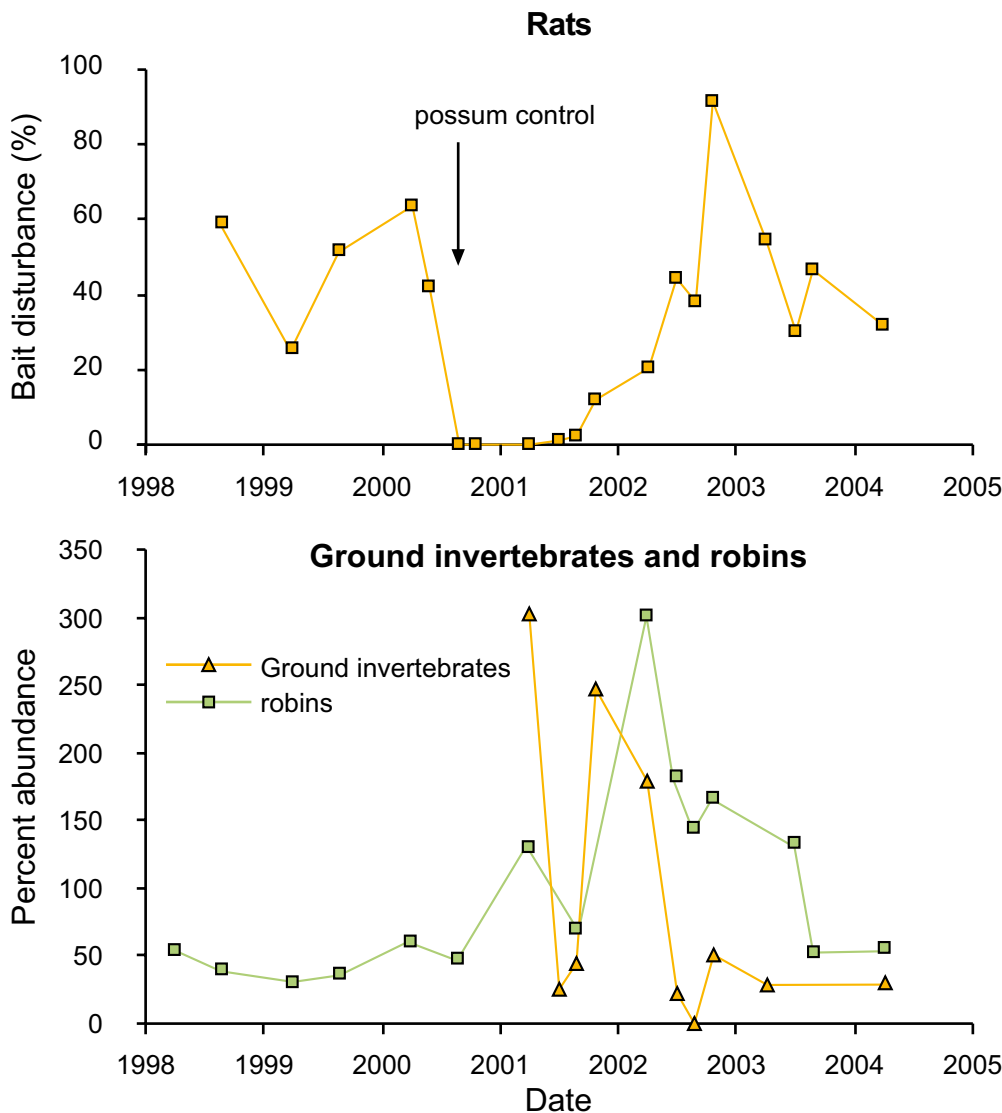 Rats
Bait disturbance (%)
100
80
60
40
20
0
possum control
1998 1999 2000 2001 2002 2003 2004 2005
Ground invertebrates and robins
Percent abundance
350
300
250
200
150
100
50
0
Ground invertebrates
robins
1998 1999 2000 2001 2002 2003 2004 2005
Date